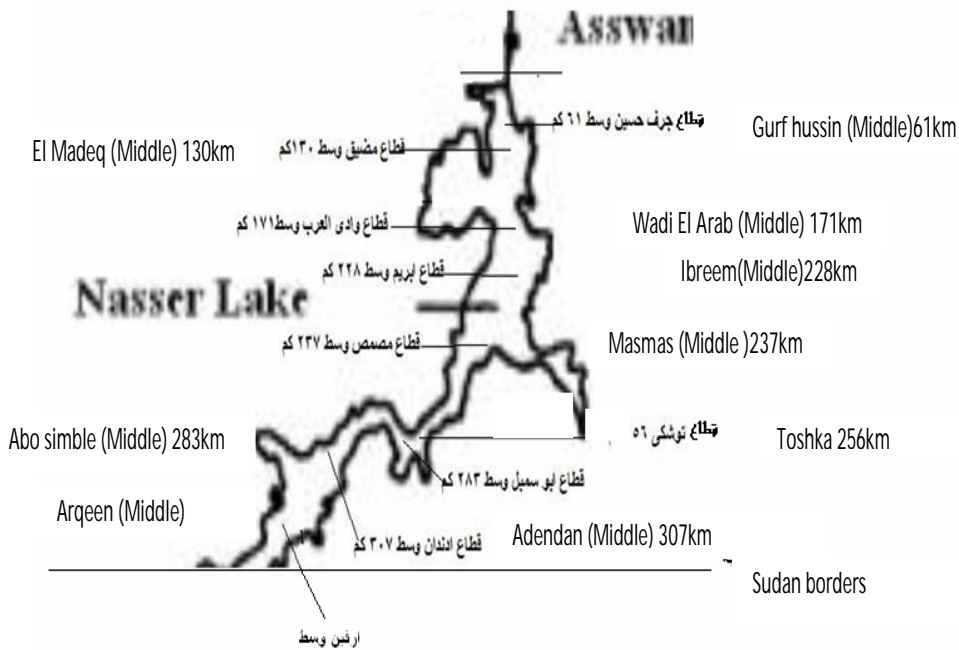 Asswan
قطاع جرف حسين وسط ٦١ كم
Gurf hussin (Middle)61km
El Madeq (Middle) 130km
قطاع مضيق وسط ١٣٠كم
قطاع وادى العرب وسط١٧١ كم
Wadi El Arab (Middle) 171km
قطاع ابريم وسط ٢٢٨ كم
Ibreem(Middle)228km
Nasser Lake
قطاع مصمص وسط ٢٣٧ كم
Masmas (Middle )237km
Abo simble (Middle) 283km
قطاع توشكى ٥٦
Toshka 256km
قطاع ابو سمبل وسط ٢٨٣ كم
Arqeen (Middle)
قطاع ادندان وسط ٣٠٧ كم
Adendan (Middle) 307km
Sudan borders
ارقين وسط